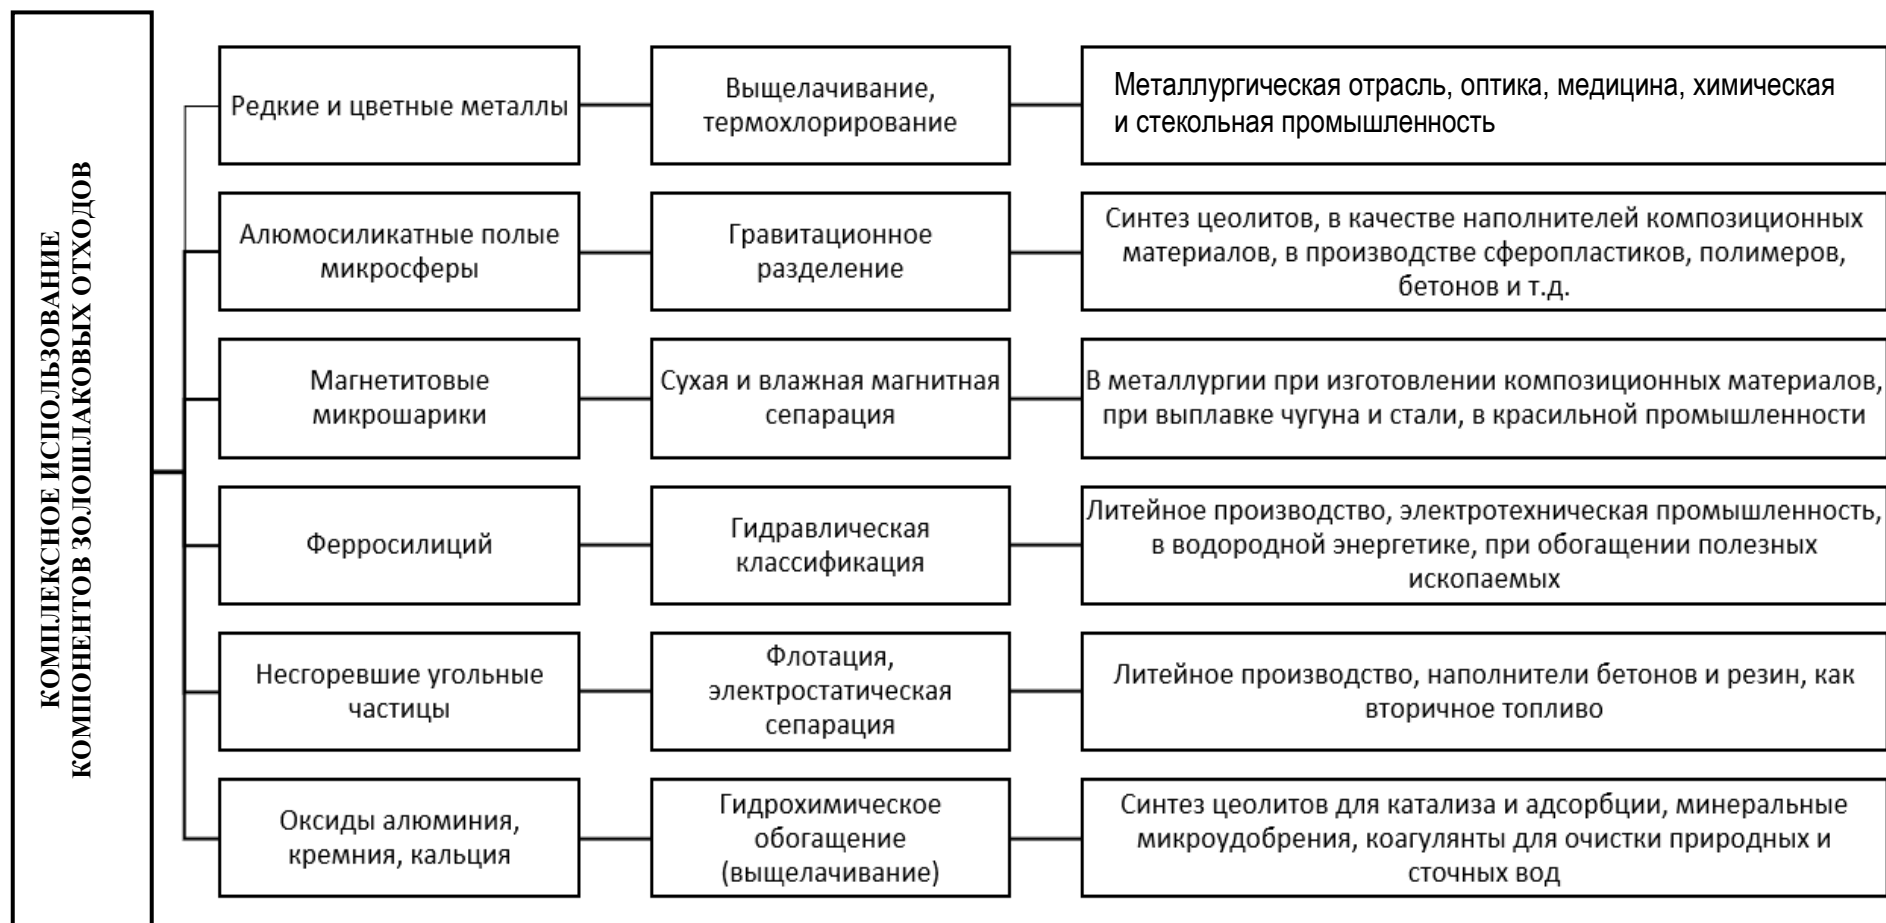 КОМПЛЕКСНОЕ ИСПОЛЬЗОВАНИЕ
КОМПОНЕНТОВ ЗОЛОШЛАКОВЫХ ОТХОДОВ
Редкие и цветные металлы
Выщелачивание,
термохлорирование
Металлургическая отрасль, оптика, медицина, химическая
и стекольная промышленность
Алюмосиликатные полые
микросферы
Гравитационное
разделение
Синтез цеолитов, в качестве наполнителей композиционных
материалов, в производстве сферопластиков, полимеров,
бетонов и т.д.
Магнетитовые
микрошарики
Сухая и влажная магнитная
сепарация
В металлургии при изготовлении композиционных материалов,
при выплавке чугуна и стали, в красильной промышленности
Ферросилиций
Гидравлическая
классификация
Литейное производство, электротехническая промышленность,
в водородной энергетике, при обогащении полезных
ископаемых
Несгоревшие угольные
частицы
Флотация,
электростатическая
сепарация
Литейное производство, наполнители бетонов и резин, как
вторичное топливо
Оксиды алюминия,
кремния, кальция
Гидрохимическое
обогащение
(выщелачивание)
Синтез цеолитов для катализа и адсорбции, минеральные
микроудобрения, коагулянты для очистки природных и
сточных вод